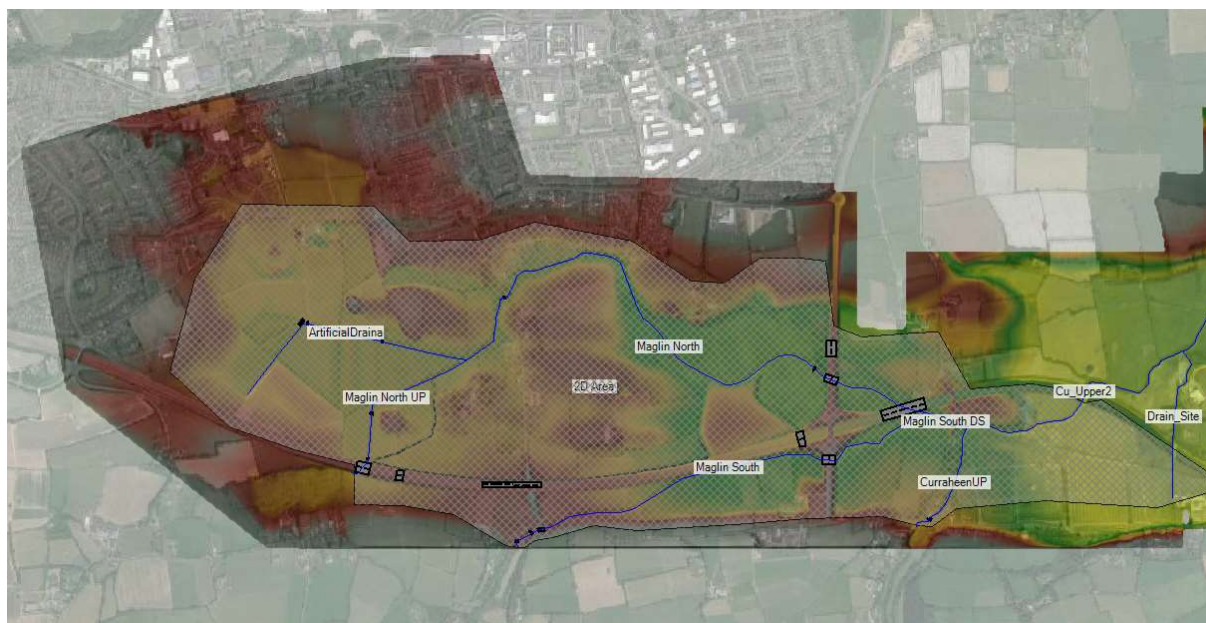 ArtificialDraina
Maglin North
Maglin North UP
2D Area
Cu_Upper2
Drain_Site
Maglin South DS
Maglin South
CurraheenUP